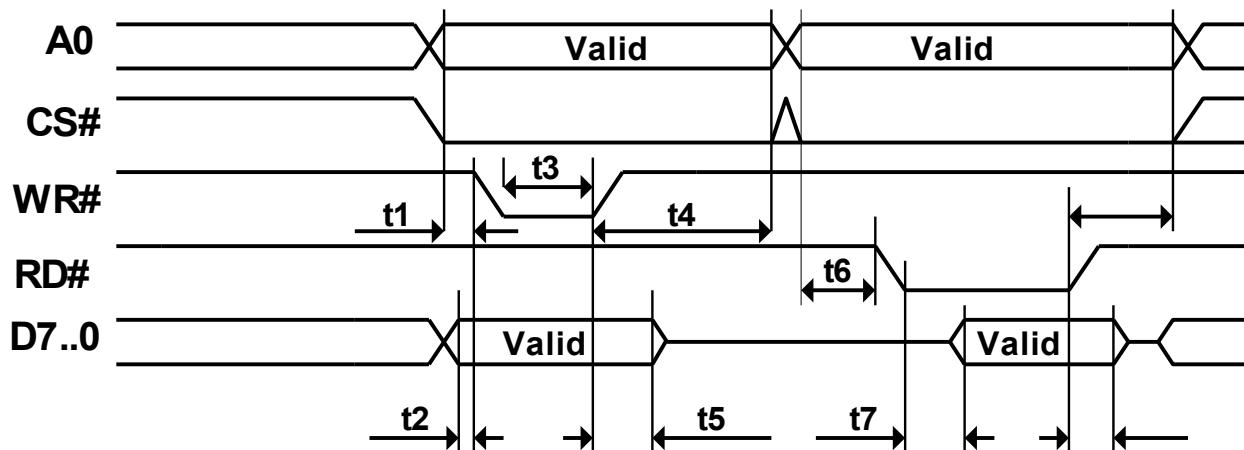 A0 Valid Valid
CS#
t3
WR#
t1 t4
RD# t6
D7..0 Valid Valid
t2 t5 t7